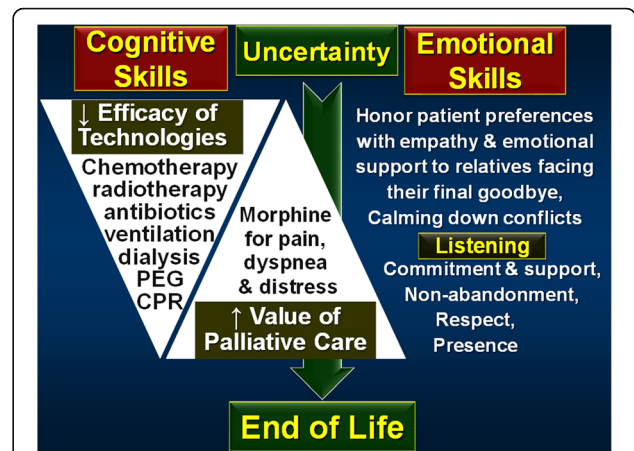 Cognitive
Skills
Uncertainty
Emotional
Skills
↓ Efficacy of
Technologies
Chemotherapy
radiotherapy
antibiotics
ventilation
dialysis
PEG
CPR
Morphine
for pain,
dyspnea
& distress
↑ Value of
Palliative Care
Honor patient preferences
with empathy & emotional
support to relatives facing
their final goodbye,
Calming down conflicts
Listening
Commitment & support,
Non-abandonment,
Respect,
Presence
End of Life